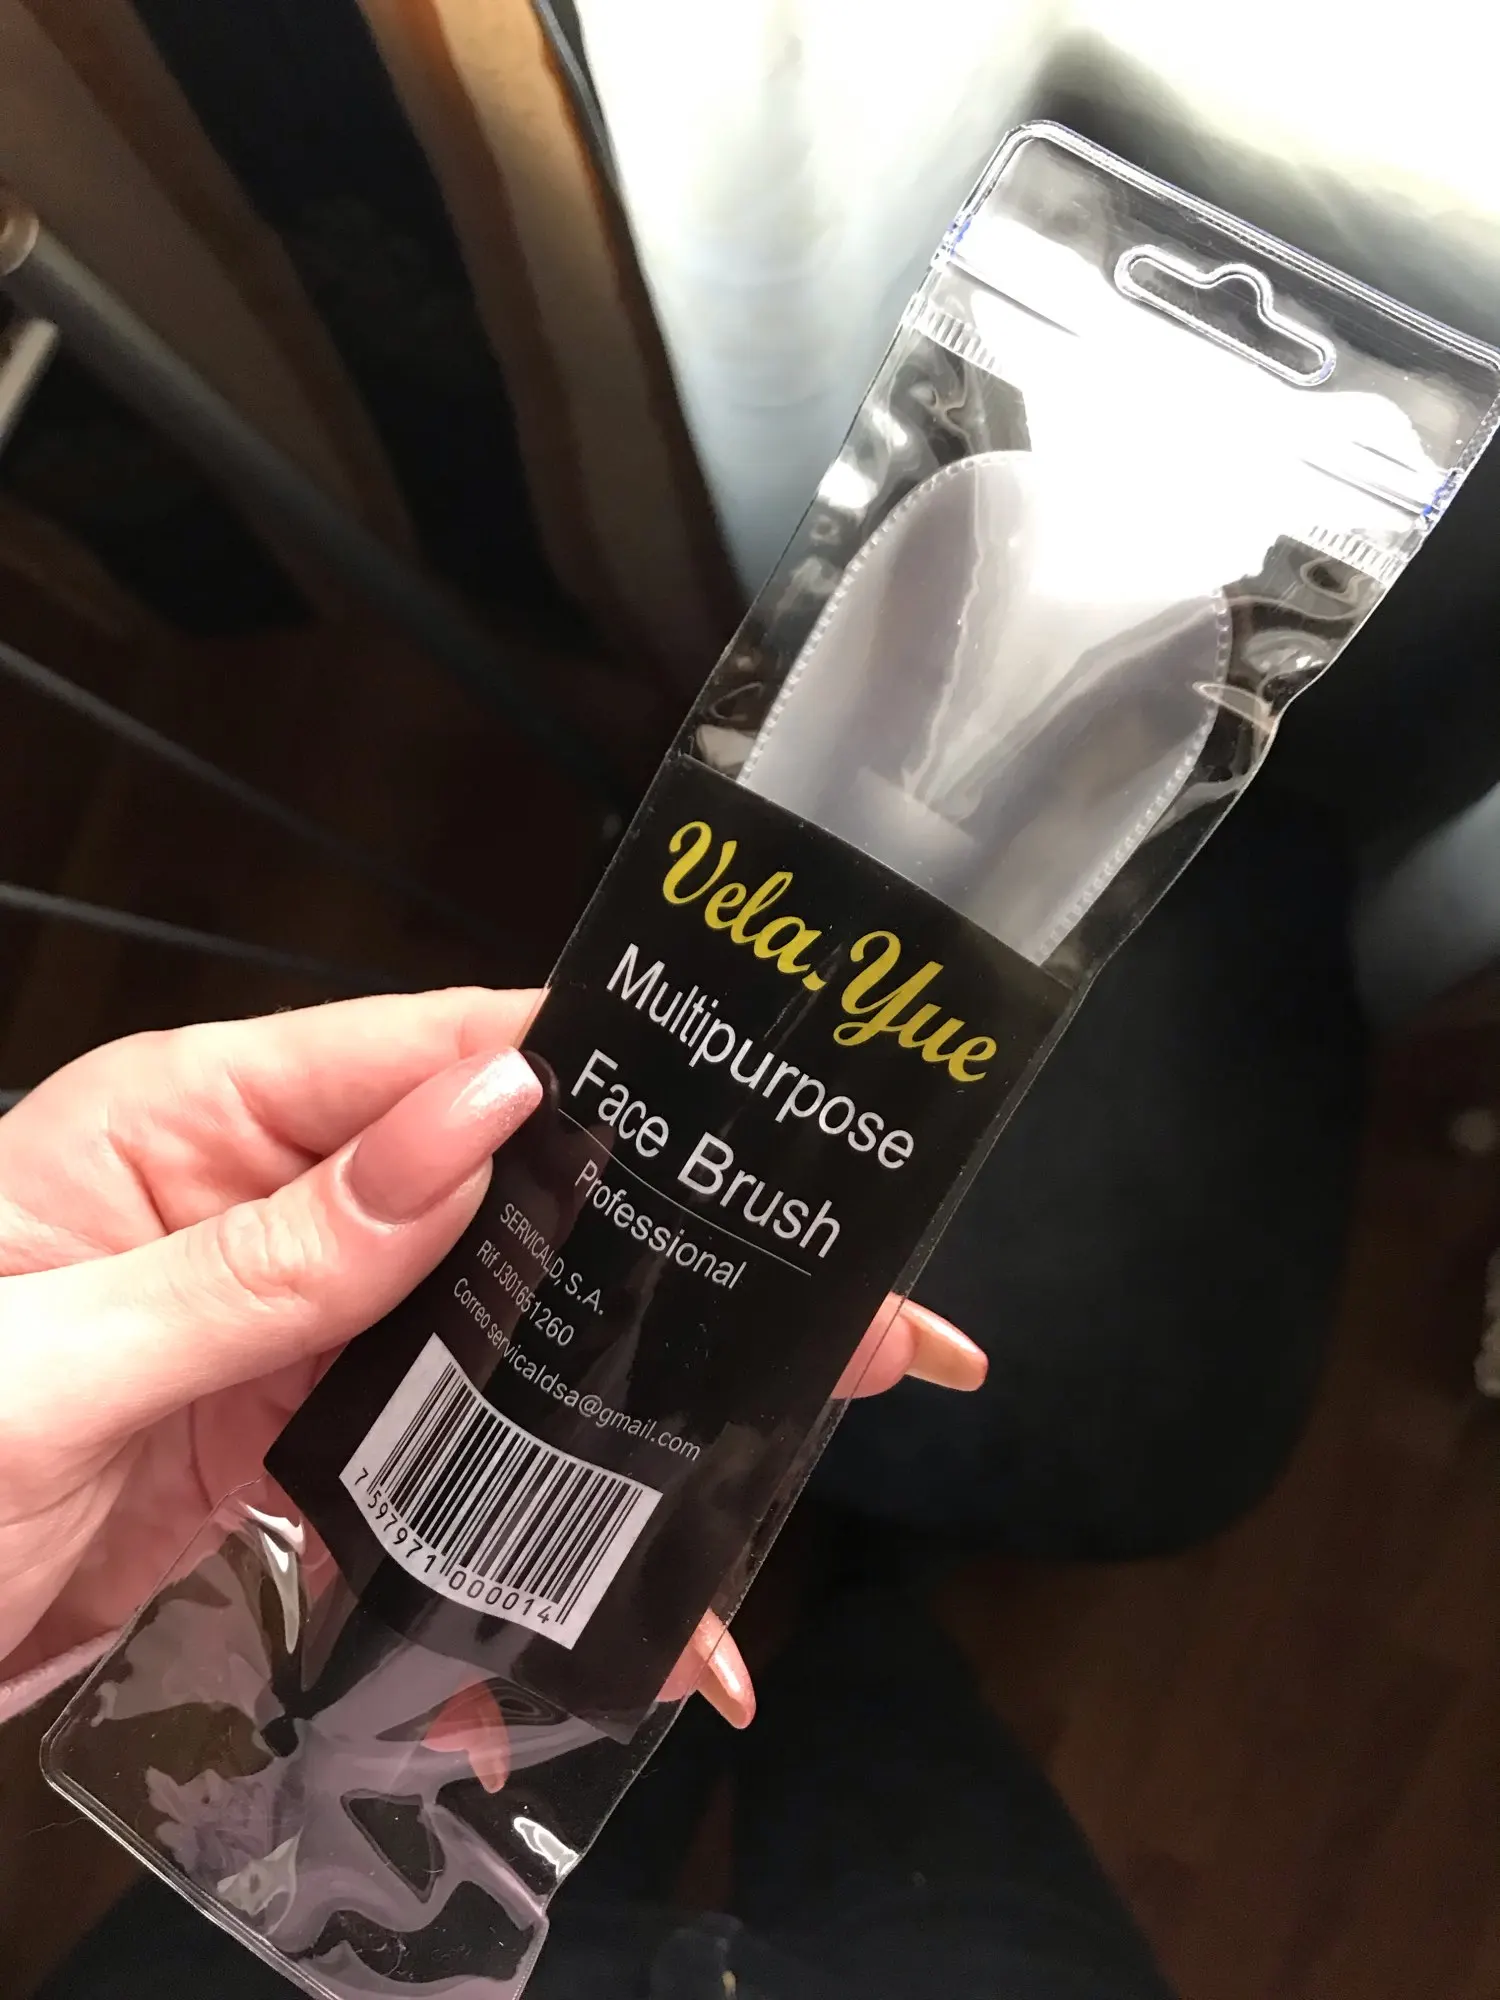 Vela.Yue
Multipurpose
Face Brush
Professional
SERVICALD, S.A.
Rif J301651260
Correo servicaldsa@gmail.com
7 597971 000014